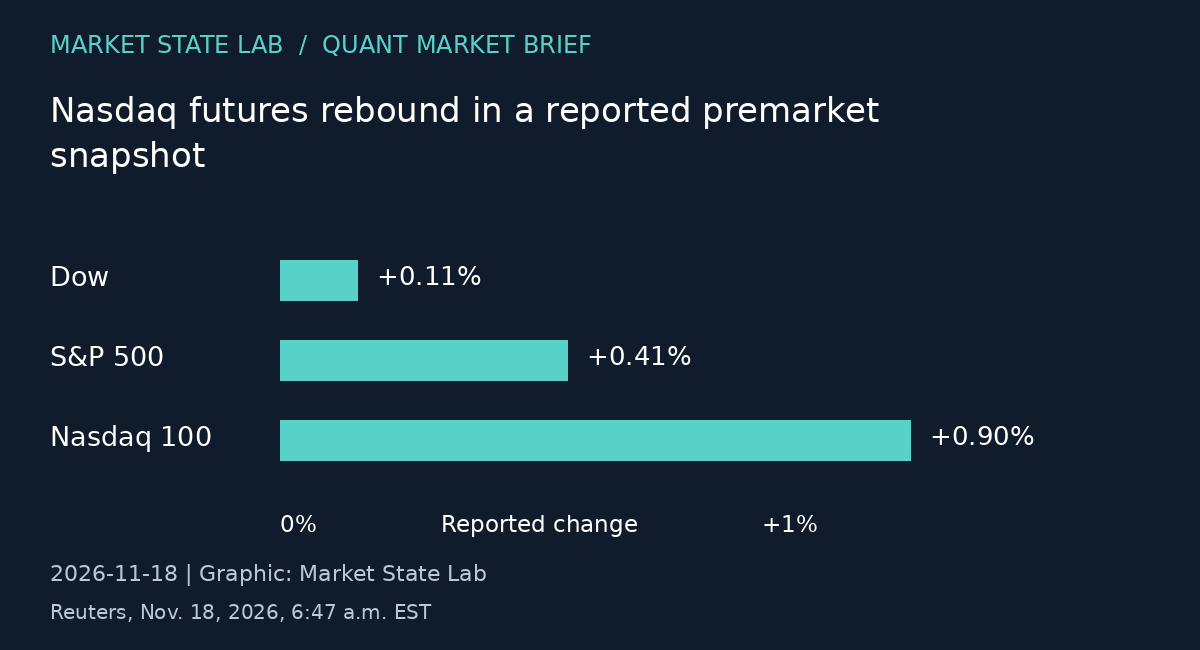 MARKET STATE LAB / QUANT MARKET BRIEF
Nasdaq futures rebound in a reported premarket
snapshot
Dow
+0.11%
S&P 500
+0.41%
Nasdaq 100
+0.90%
0%
Reported change
+1%
2026-11-18 | Graphic: Market State Lab
Reuters, Nov. 18, 2026, 6:47 a.m. EST